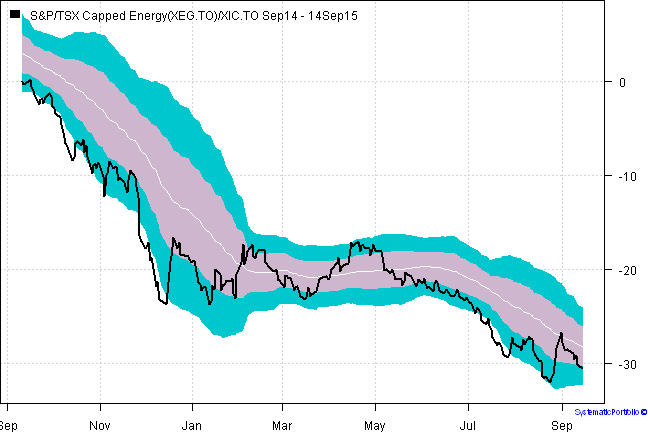 S&P/TSX Capped Energy(XEG.TO)/XIC.TO Sep14 - 14Sep15
0
-10
-20
-30
Sep Nov Jan Mar May Jul Sep
SystematicPortfolio ©